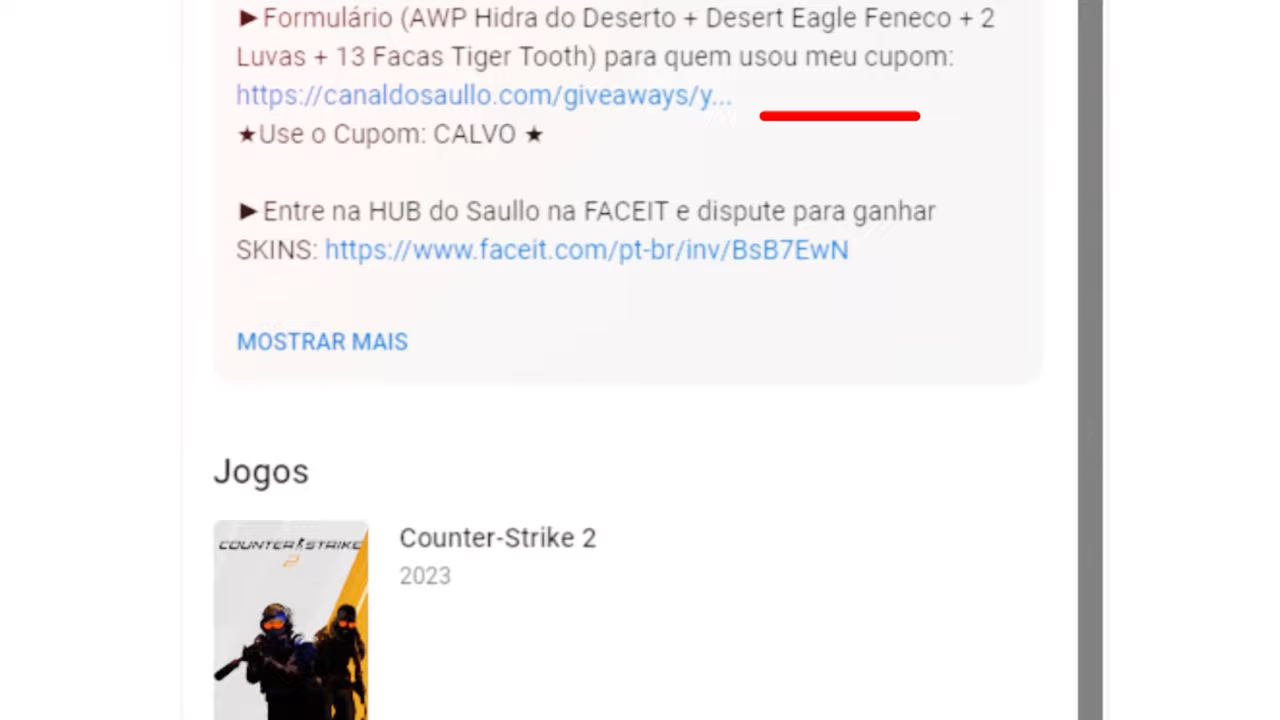 ►Formulário (AWP Hidra do Deserto + Desert Eagle Feneco + 2
Luvas + 13 Facas Tiger Tooth) para quem usou meu cupom:
https://canaldosaullo.com/giveaways/y...
★Use o Cupom: CALVO ★
►Entre na HUB do Saullo na FACEIT e dispute para ganhar
SKINS: https://www.faceit.com/pt-br/inv/BsB7EwN
MOSTRAR MAIS
Jogos
COUNTER STRIKE
2
Counter-Strike 2
2023